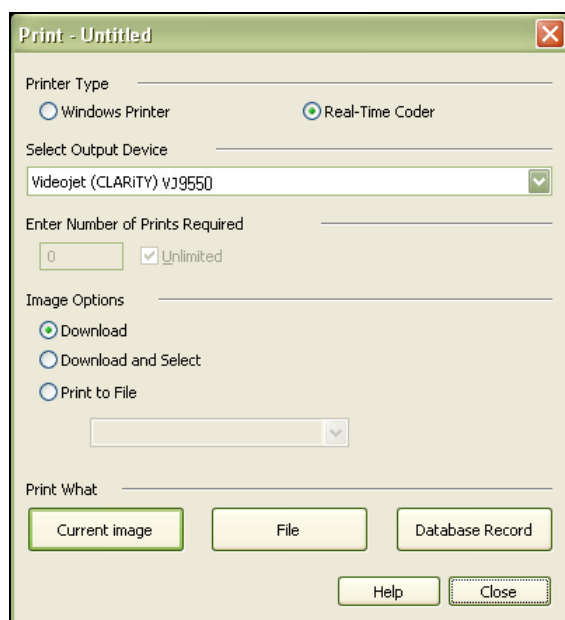 Print - Untitled
Printer Type
Windows Printer
Real-Time Coder
Select Output Device
Videojet (CLARiTY) VJ9550
Enter Number of Prints Required
0
Unlimited
Image Options
Download
Download and Select
Print to File
Print What
Current image
File
Database Record
Help
Close